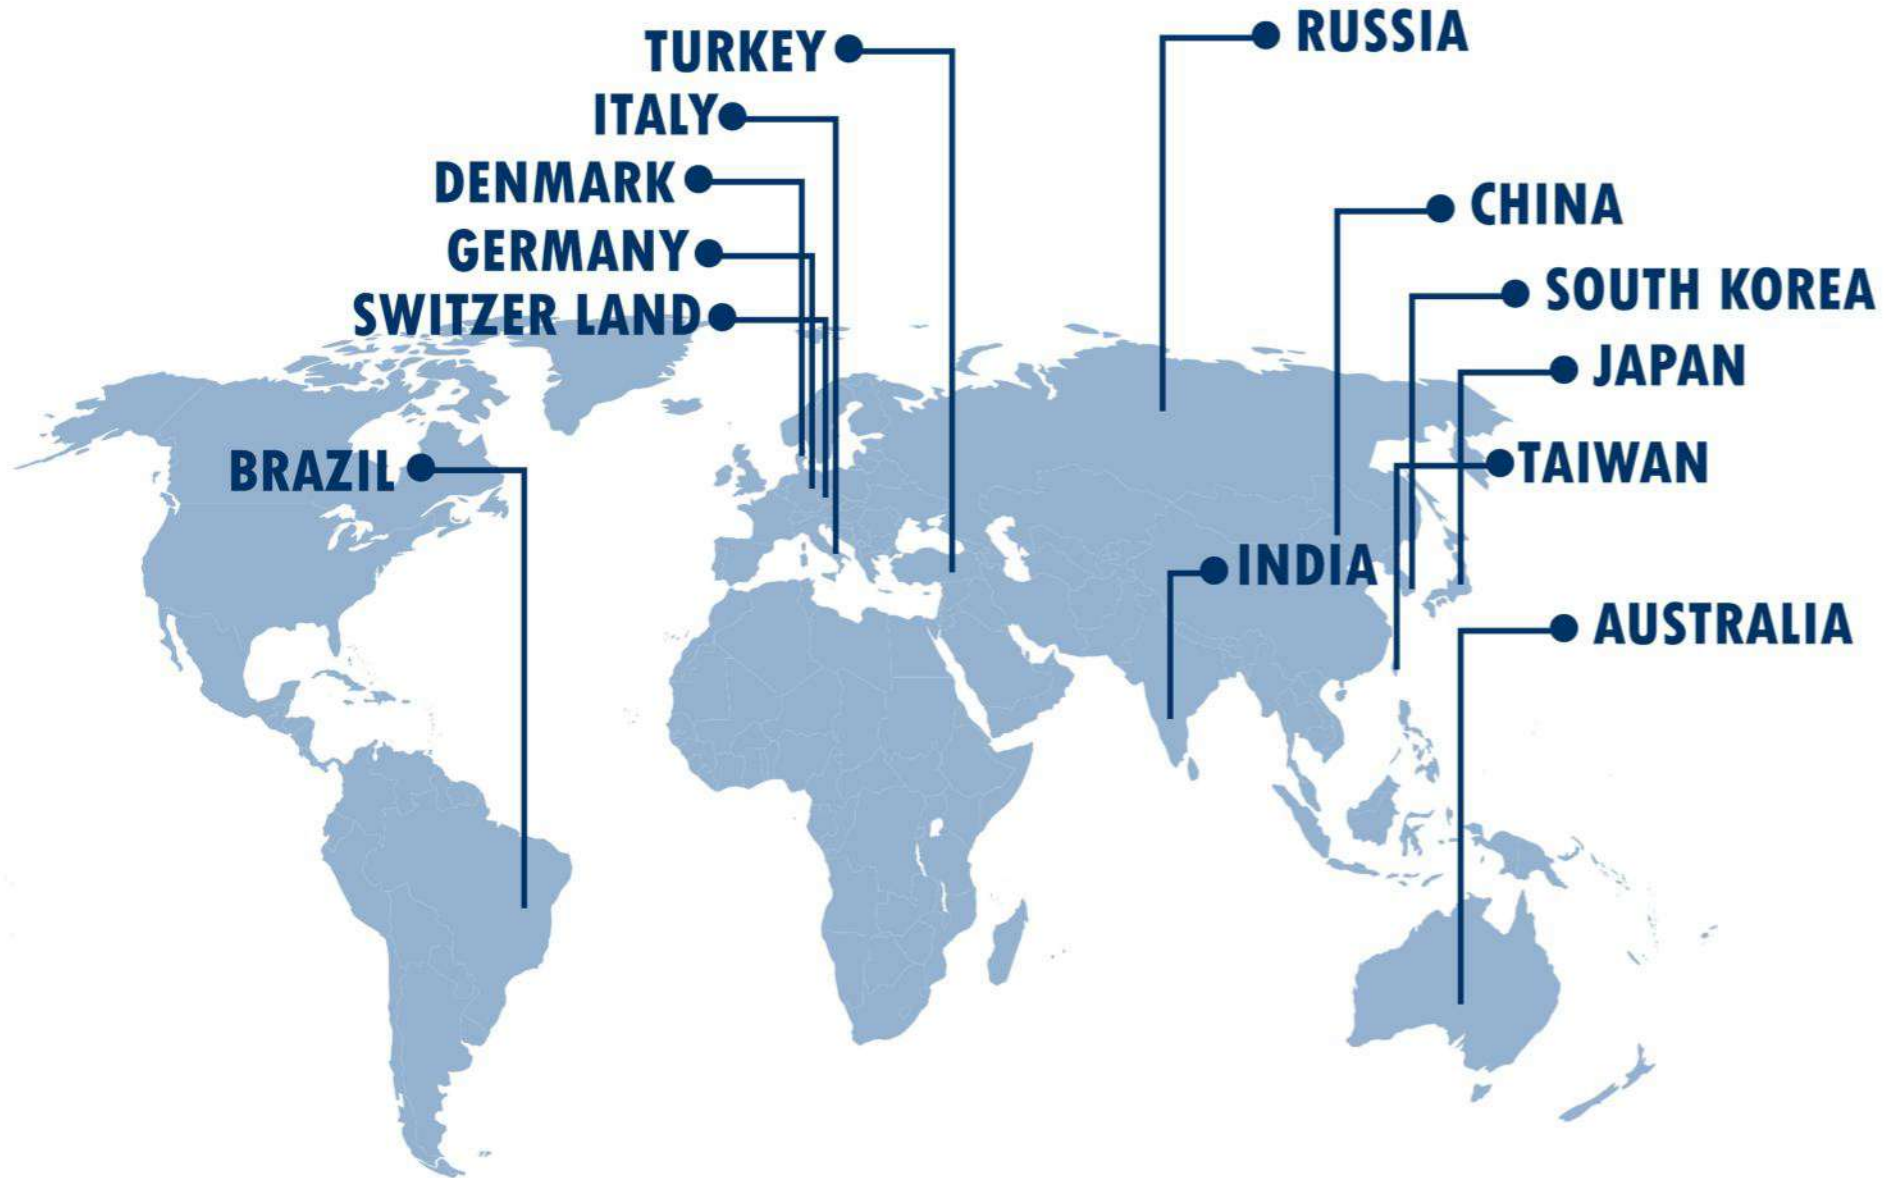 RUSSIA
TURKEY
ITALY
DENMARK
CHINA
GERMANY
SOUTH KOREA
SWITZER LAND
JAPAN
BRAZIL
TAIWAN
INDIA
AUSTRALIA